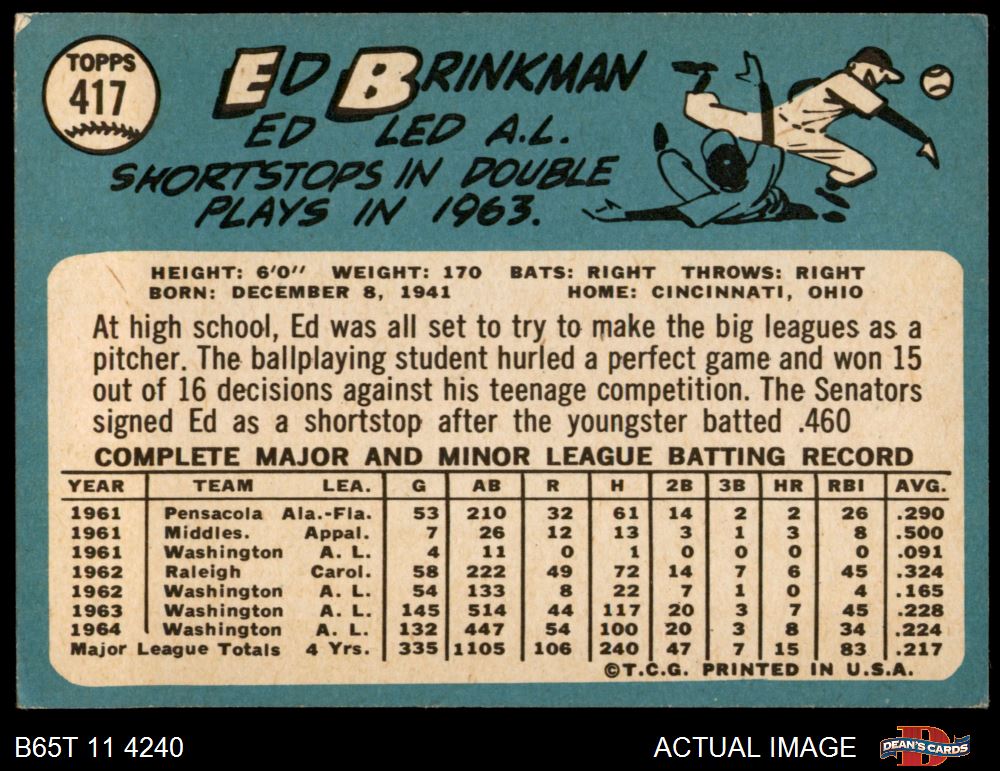 TOPPS
417
ED BRINKMAN
ED LED A.L.
SHORTSTOPS IN DOUBLE
PLAYS IN 1963.
HEIGHT: 6'0" WEIGHT: 170 BATS: RIGHT THROWS: RIGHT
BORN: DECEMBER 8, 1941 HOME: CINCINNATI, OHIO
At high school, Ed was all set to try to make the big leagues as a
pitcher. The ballplaying student hurled a perfect game and won 15
out of 16 decisions against his teenage competition. The Senators
signed Ed as a shortstop after the youngster batted .460
COMPLETE MAJOR AND MINOR LEAGUE BATTING RECORD
YEAR TEAM LEA. G AB R H 2B 3B HR RBI AVG.
1961 Pensacola Ala.-Fla. 53 210 32 61 14 2 2 26 .290
1961 Middles. Appal. 7 26 12 13 3 1 3 8 .500
1961 Washington A. L. 4 11 0 1 0 0 0 0 .091
1962 Raleigh Carol. 58 222 49 72 14 7 6 45 .324
1962 Washington A. L. 54 133 8 22 7 1 0 4 .165
1963 Washington A. L. 145 514 44 117 20 3 7 45 .228
1964 Washington A. L. 132 447 54 100 20 3 8 34 .224
Major League Totals 4 Yrs. 335 1105 106 240 47 7 15 83 .217
©T.C.G. PRINTED IN U.S.A.
B65T 11 4240
ACTUAL IMAGE
DEAN'S CARDS